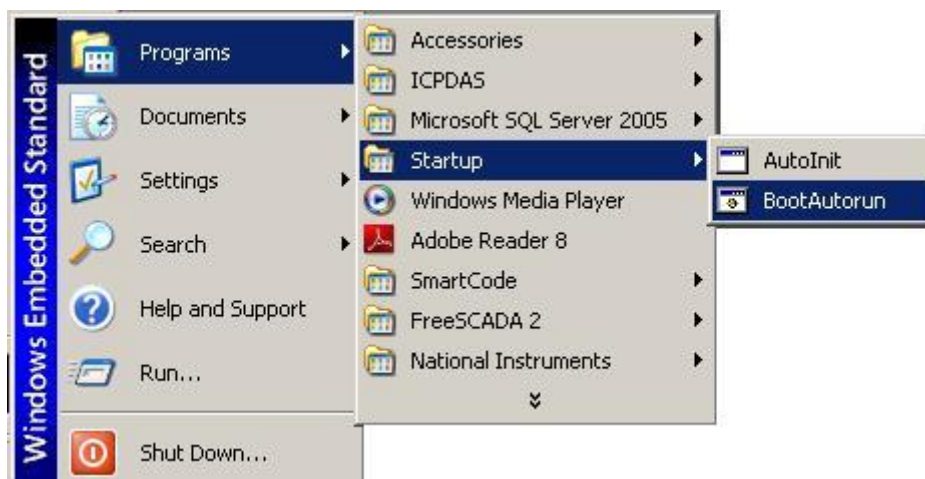 Windows Embedded Standard
Programs
Documents
Settings
Search
Help and Support
Run...
Shut Down...
Accessories
ICPDAS
Microsoft SQL Server 2005
Startup
Windows Media Player
Adobe Reader 8
SmartCode
FreeSCADA 2
National Instruments
AutoInit
BootAutorun